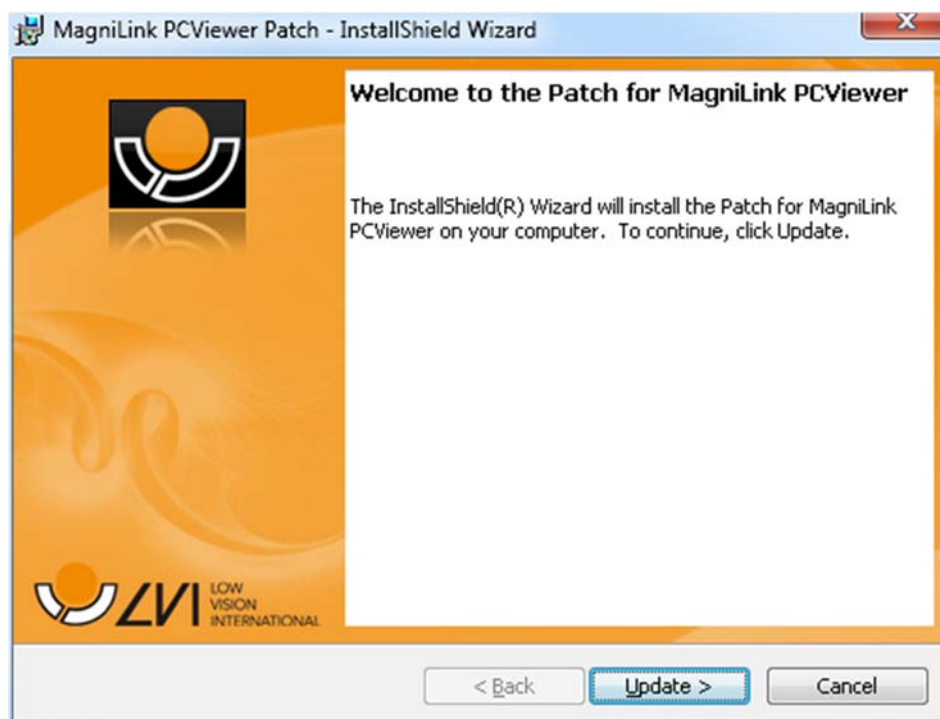 MagniLink PCViewer Patch - InstallShield Wizard
Welcome to the Patch for MagniLink PCViewer
The InstallShield(R) Wizard will install the Patch for MagniLink
PCViewer on your computer. To continue, click Update.
LVI
LOW
VISION
INTERNATIONAL
< Back
Update >
Cancel